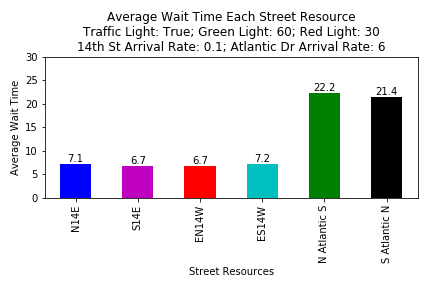 Average Wait Time Each Street Resource
Traffic Light: True; Green Light: 60; Red Light: 30
14th St Arrival Rate: 0.1; Atlantic Dr Arrival Rate: 6
Average Wait Time
30
25
20
15
10
5
0
7.1
6.7
6.7
7.2
22.2
21.4
N14E
S14E
EN14W
ES14W
N Atlantic S
S Atlantic N
Street Resources